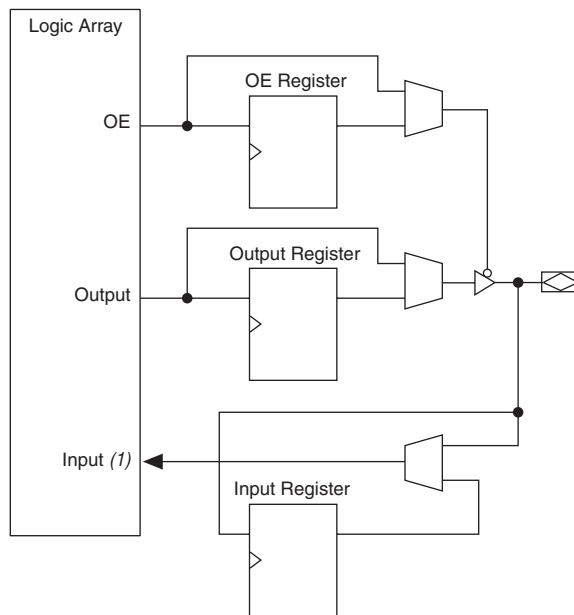 Logic Array
OE Register
OE
Output Register
Output
Input (1)
Input Register